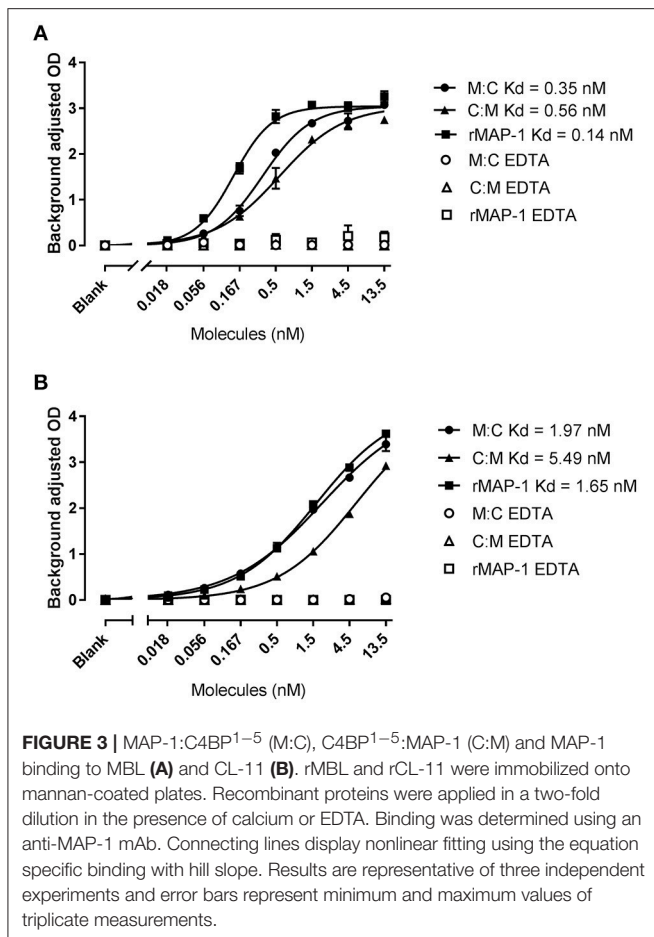 A
Background adjusted OD
4
3
2
1
0
Blank
0.018
0.056
0.167
0.5
1.5
4.5
13.5
Molecules (nM)
M:C Kd = 0.35 nM
C:M Kd = 0.56 nM
rMAP-1 Kd = 0.14 nM
M:C EDTA
C:M EDTA
rMAP-1 EDTA
B
Background adjusted OD
4
3
2
1
0
Blank
0.018
0.056
0.167
0.5
1.5
4.5
13.5
Molecules (nM)
M:C Kd = 1.97 nM
C:M Kd = 5.49 nM
rMAP-1 Kd = 1.65 nM
M:C EDTA
C:M EDTA
rMAP-1 EDTA
FIGURE 3 | MAP-1:C4BP1−5 (M:C), C4BP1−5:MAP-1 (C:M) and MAP-1
binding to MBL (A) and CL-11 (B). rMBL and rCL-11 were immobilized onto
mannan-coated plates. Recombinant proteins were applied in a two-fold
dilution in the presence of calcium or EDTA. Binding was determined using an
anti-MAP-1 mAb. Connecting lines display nonlinear fitting using the equation
specific binding with hill slope. Results are representative of three independent
experiments and error bars represent minimum and maximum values of
triplicate measurements.